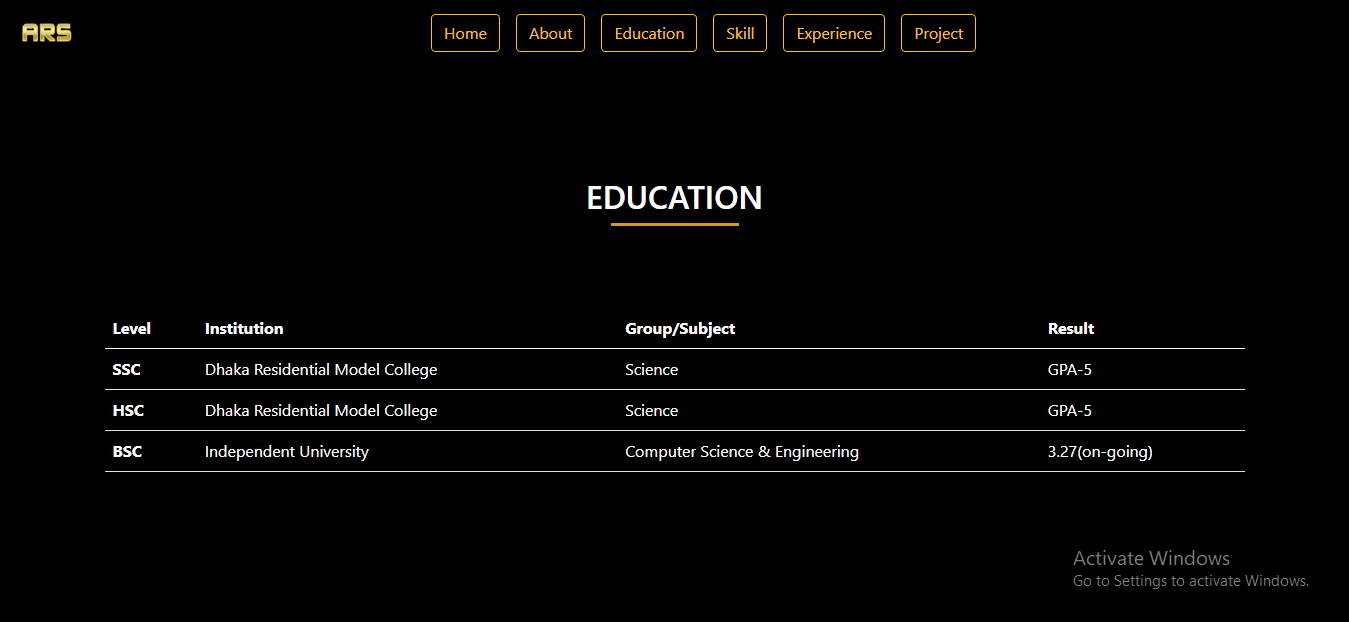 ARS Home About Education Skill Experience Project
EDUCATION
Level Institution Group/Subject Result
SSC Dhaka Residential Model College Science GPA-5
HSC Dhaka Residential Model College Science GPA-5
BSC Independent University Computer Science & Engineering 3.27(on-going)
Activate Windows
Go to Settings to activate Windows.